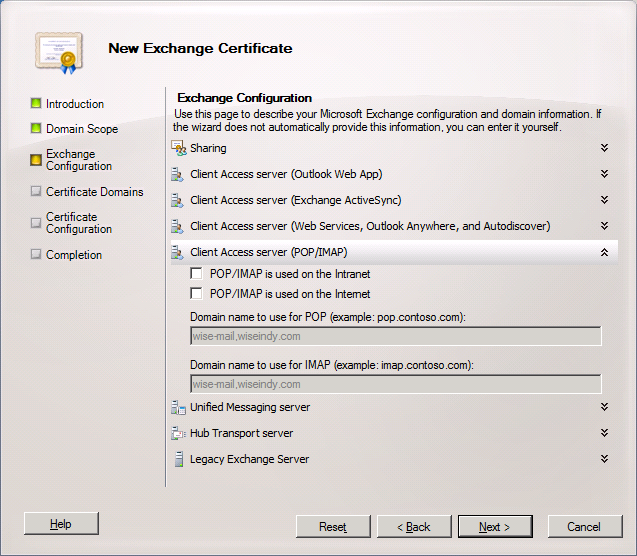 New Exchange Certificate
Introduction
Domain Scope
Exchange
Configuration
Certificate Domains
Certificate
Configuration
Completion
Exchange Configuration
Use this page to describe your Microsoft Exchange configuration and domain information. If
the wizard does not automatically provide this information, you can enter it yourself.
Sharing
Client Access server (Outlook Web App)
Client Access server (Exchange ActiveSync)
Client Access server (Web Services, Outlook Anywhere, and Autodiscover)
Client Access server (POP/IMAP)
POP/IMAP is used on the Intranet
POP/IMAP is used on the Internet
Domain name to use for POP (example: pop.contoso.com):
wise-mail,wiseindy.com
Domain name to use for IMAP (example: imap.contoso.com):
wise-mail,wiseindy.com
Unified Messaging server
Hub Transport server
Legacy Exchange Server
Help
Reset
< Back
Next >
Cancel